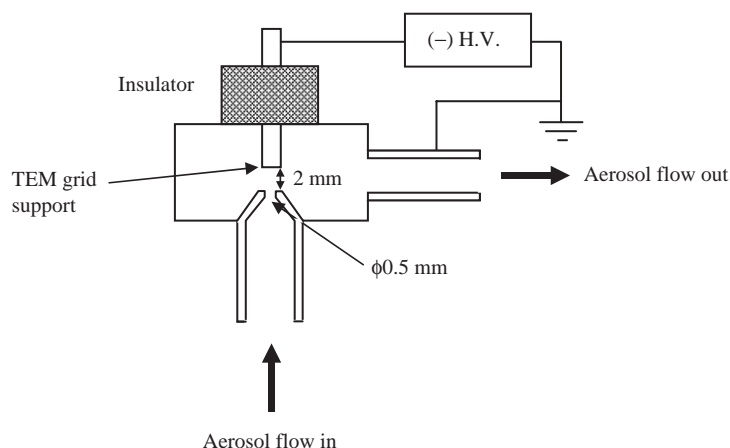 (−) H.V.
Insulator
TEM grid
support
2 mm
Aerosol flow out
ϕ0.5 mm
Aerosol flow in